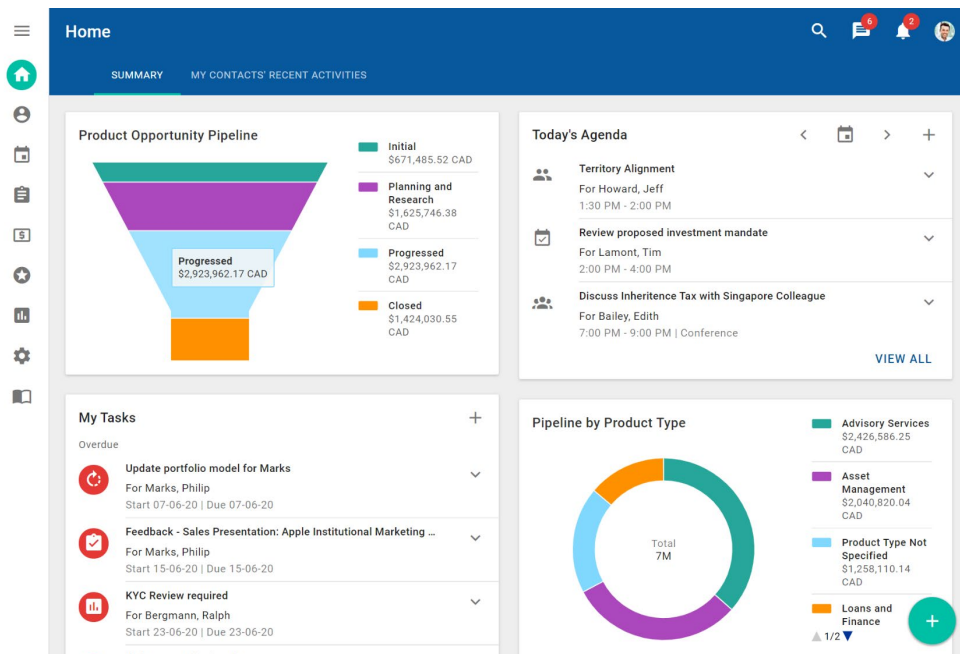 Home
6
2
SUMMARY
MY CONTACTS' RECENT ACTIVITIES
Product Opportunity Pipeline
Initial
$671,485.52 CAD
Planning and
Research
$1,625,746.38
CAD
Progressed
$2,923,962.17
CAD
Closed
$1,424,030.55
CAD
Progressed
$2,923,962.17 CAD
Today's Agenda
Territory Alignment
For Howard, Jeff
1:30 PM - 2:00 PM
Review proposed investment mandate
For Lamont, Tim
2:00 PM - 4:00 PM
Discuss Inheritence Tax with Singapore Colleague
For Bailey, Edith
7:00 PM - 9:00 PM | Conference
VIEW ALL
My Tasks
Overdue
Update portfolio model for Marks
For Marks, Philip
Start 07-06-20 | Due 07-06-20
Feedback - Sales Presentation: Apple Institutional Marketing ...
For Marks, Philip
Start 15-06-20 | Due 15-06-20
KYC Review required
For Bergmann, Ralph
Start 23-06-20 | Due 23-06-20
Pipeline by Product Type
Total
7M
Advisory Services
$2,426,586.25
CAD
Asset
Management
$2,040,820.04
CAD
Product Type Not
Specified
$1,258,110.14
CAD
Loans and
Finance
1/2